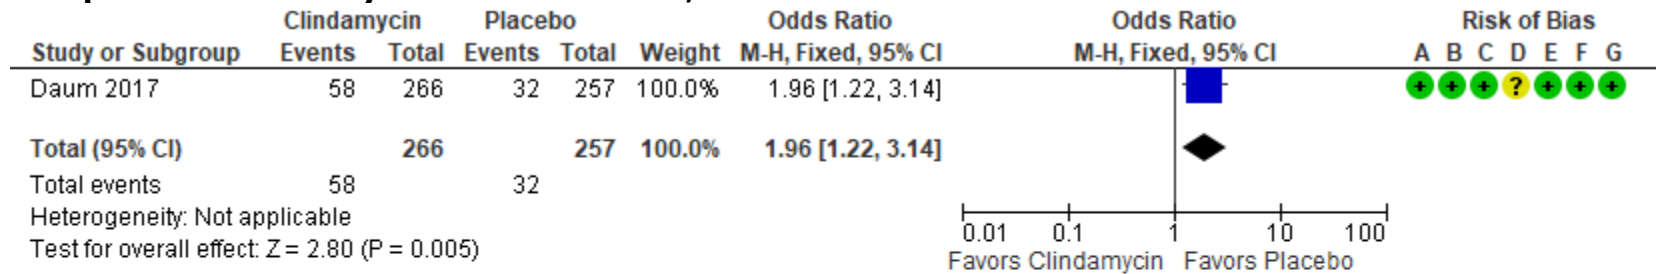 Clindamycin Placebo Odds Ratio Odds Ratio Risk of Bias
Study or Subgroup Events Total Events Total Weight M-H, Fixed, 95% CI M-H, Fixed, 95% CI A B C D E F G
Daum 2017 58 266 32 257 100.0% 1.96 [1.22, 3.14] + + + ? + + +
Total (95% CI) 266 257 100.0% 1.96 [1.22, 3.14]
Total events 58 32
Heterogeneity: Not applicable
Test for overall effect: Z = 2.80 (P = 0.005)
0.01 0.1 1 10 100
Favors Clindamycin Favors Placebo